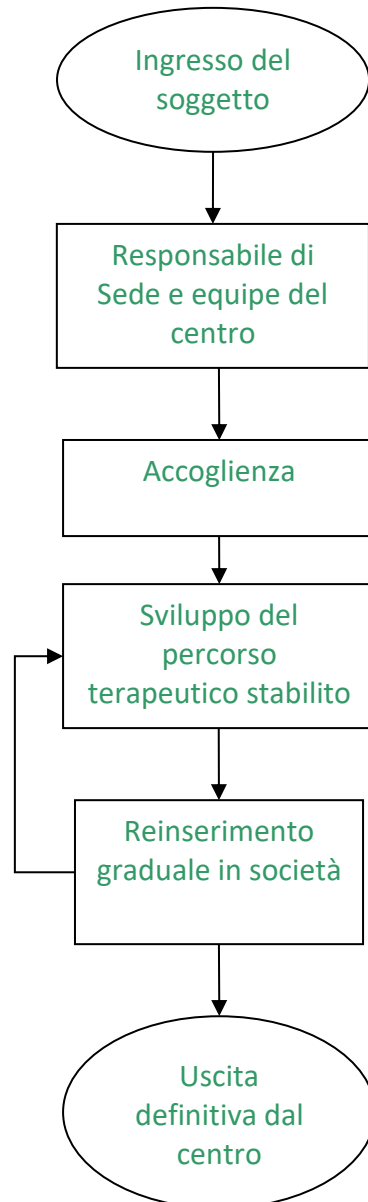 Ingresso del
soggetto
Responsabile di
Sede e equipe del
centro
Accoglienza
Sviluppo del
percorso
terapeutico stabilito
Reinserimento
graduale in società
Uscita
definitiva dal
centro